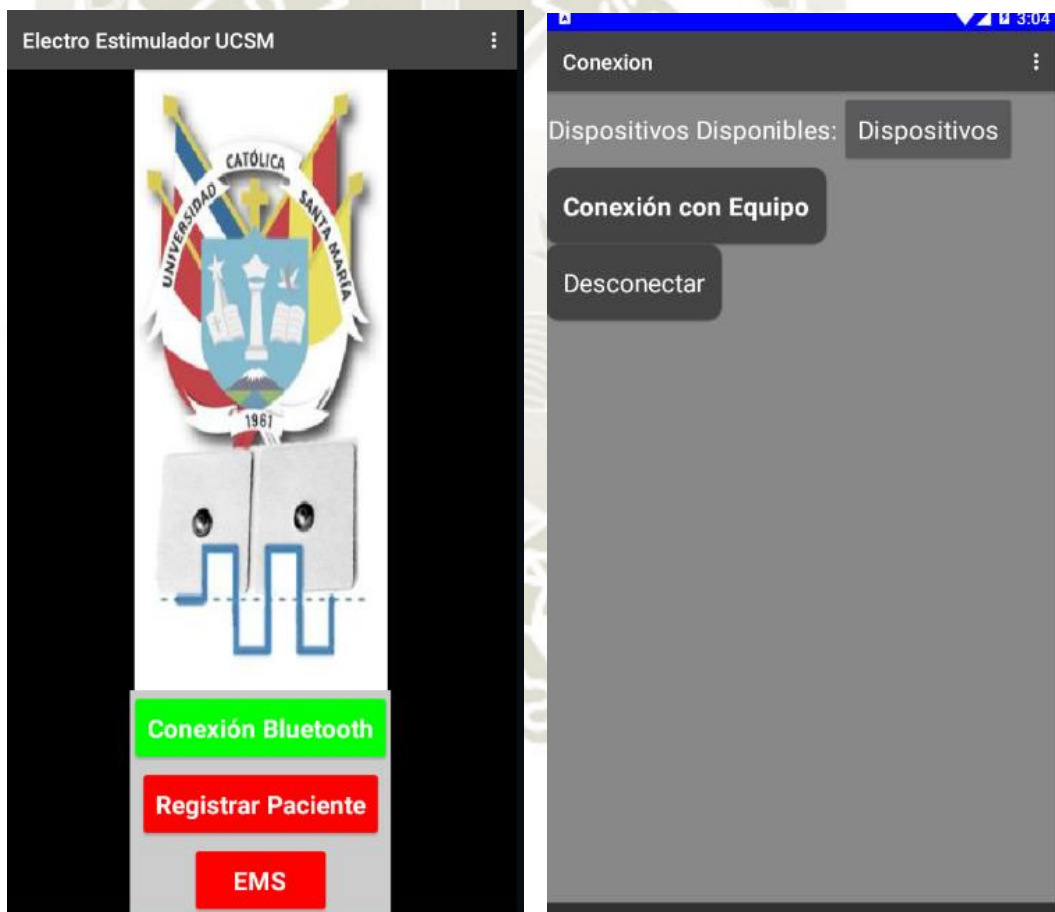 Electro Estimulador UCSM
UNIVERSIDAD CATÓLICA SANTA MARÍA
1961
Conexión Bluetooth
Registrar Paciente
EMS
3:04
Conexion
Dispositivos Disponibles: Dispositivos
Conexión con Equipo
Desconectar